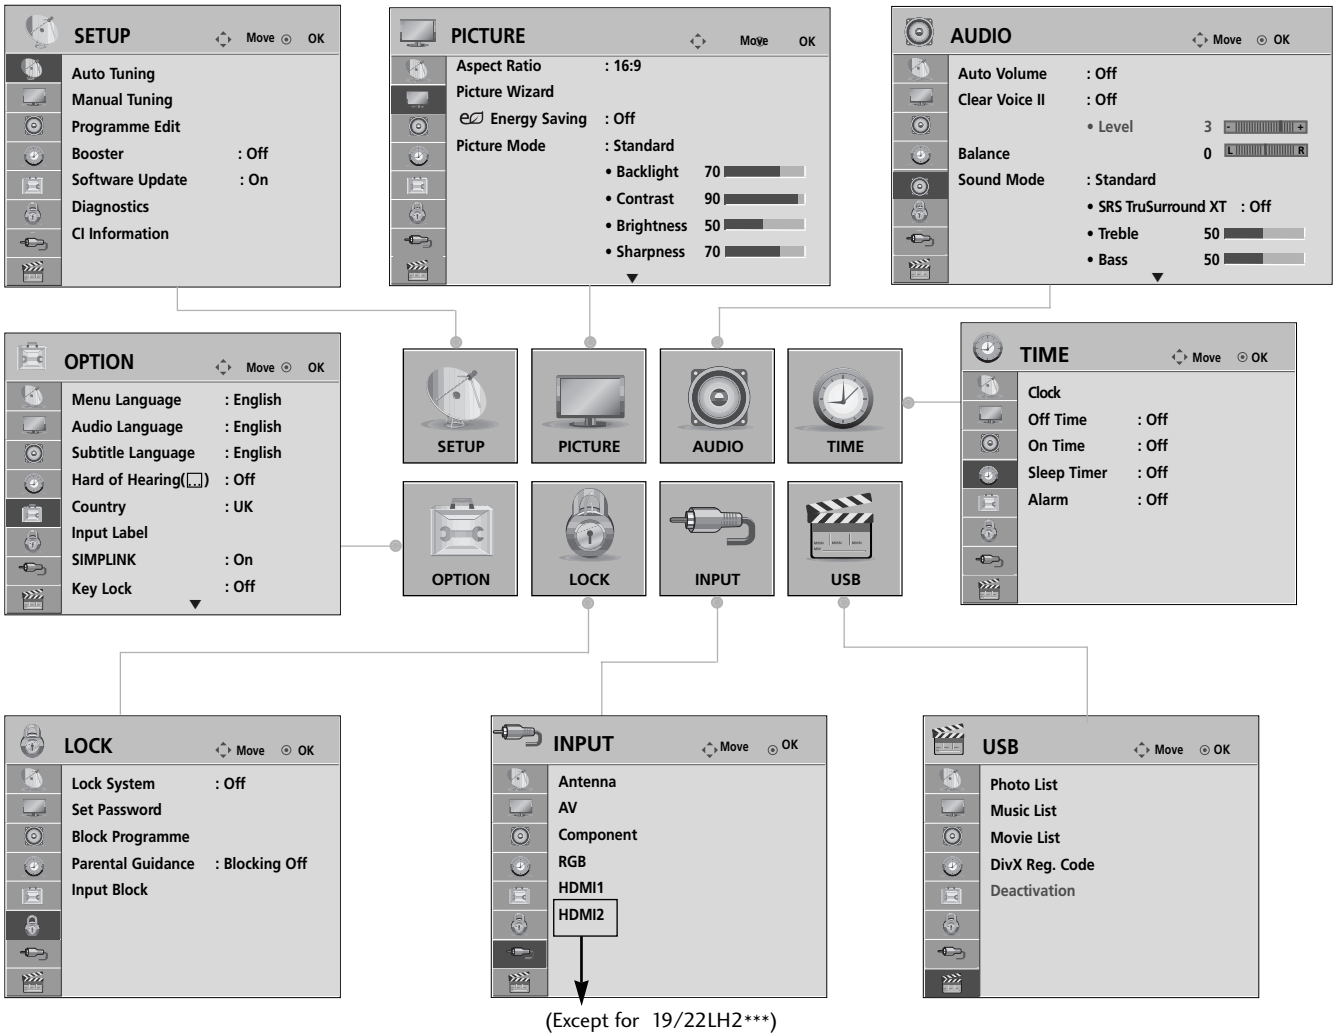 SETUP Move OK
Auto Tuning
Manual Tuning
Programme Edit
Booster : Off
Software Update : On
Diagnostics
CI Information
PICTURE Move OK
Aspect Ratio : 16:9
Picture Wizard
Energy Saving : Off
Picture Mode : Standard
• Backlight 70
• Contrast 90
• Brightness 50
• Sharpness 70
▼
AUDIO Move OK
Auto Volume : Off
Clear Voice II : Off
• Level 3 - +
Balance 0 L R
Sound Mode : Standard
• SRS TruSurround XT : Off
• Treble 50
• Bass 50
▼
OPTION Move OK
Menu Language : English
Audio Language : English
Subtitle Language : English
Hard of Hearing( ) : Off
Country : UK
Input Label
SIMPLINK : On
Key Lock : Off
▼
SETUP
PICTURE
AUDIO
TIME
OPTION
LOCK
INPUT
USB
TIME Move OK
Clock
Off Time : Off
On Time : Off
Sleep Timer : Off
Alarm : Off
LOCK Move OK
Lock System : Off
Set Password
Block Programme
Parental Guidance : Blocking Off
Input Block
INPUT Move OK
Antenna
AV
Component
RGB
HDMI1
HDMI2
(Except for 19/22LH2***)
USB Move OK
Photo List
Music List
Movie List
DivX Reg. Code
Deactivation